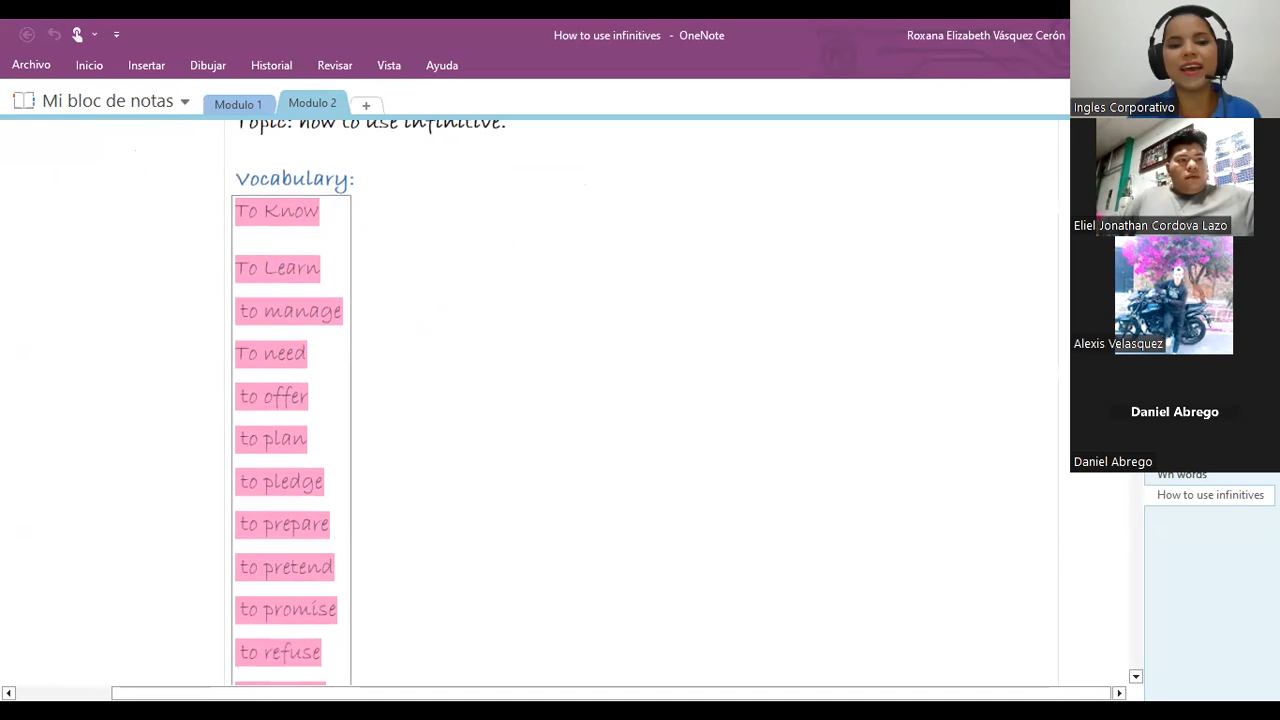 How to use infinitives - OneNote
Roxana Elizabeth Vásquez Cerón
Archivo Inicio Insertar Dibujar Historial Revisar Vista Ayuda
Mi bloc de notas
Modulo 1
Modulo 2
Topic: how to use infinitive.
Vocabulary:
To Know
To Learn
to manage
To need
to offer
to plan
to pledge
to prepare
to pretend
to promise
to refuse
Ingles Corporativo
Eliel Jonathan Cordova Lazo
Alexis Velasquez
Daniel Abrego
Daniel Abrego
Wh words
How to use infinitives